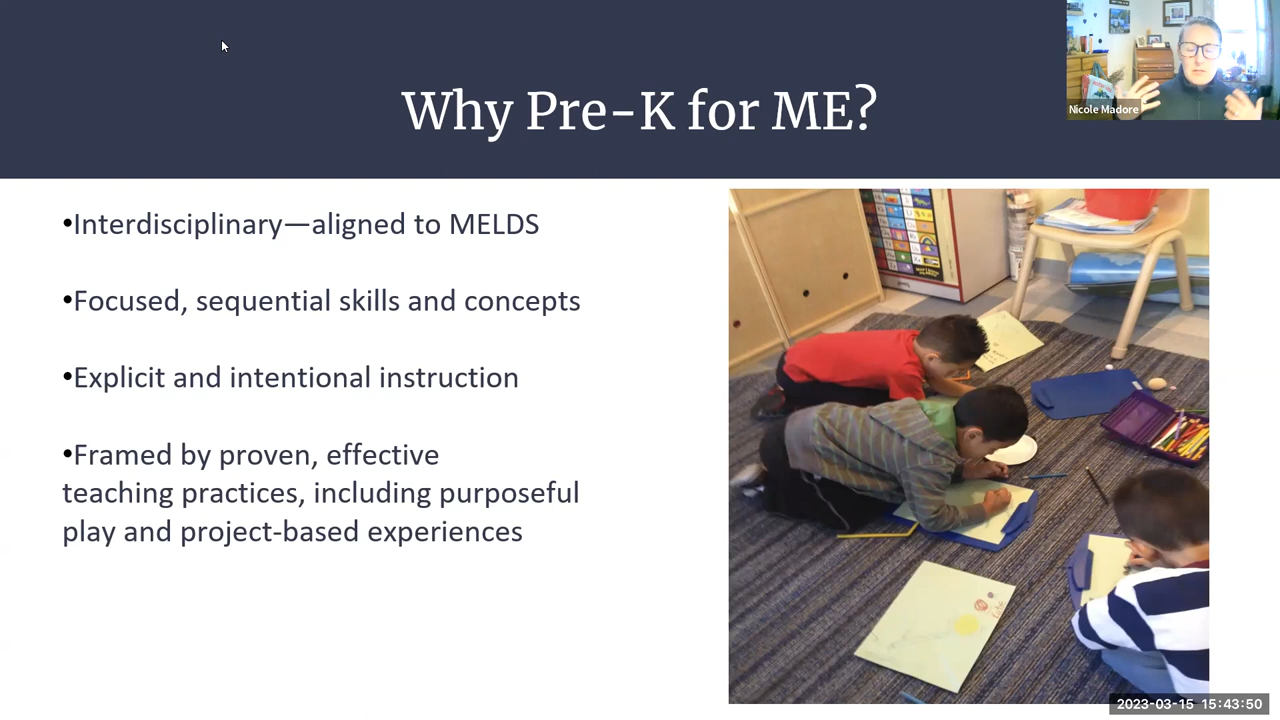 Why Pre-K for ME?
Nicole Madore
•Interdisciplinary—aligned to MELDS
•Focused, sequential skills and concepts
•Explicit and intentional instruction
•Framed by proven, effective
teaching practices, including purposeful
play and project-based experiences
2023-03-15 15:43:50